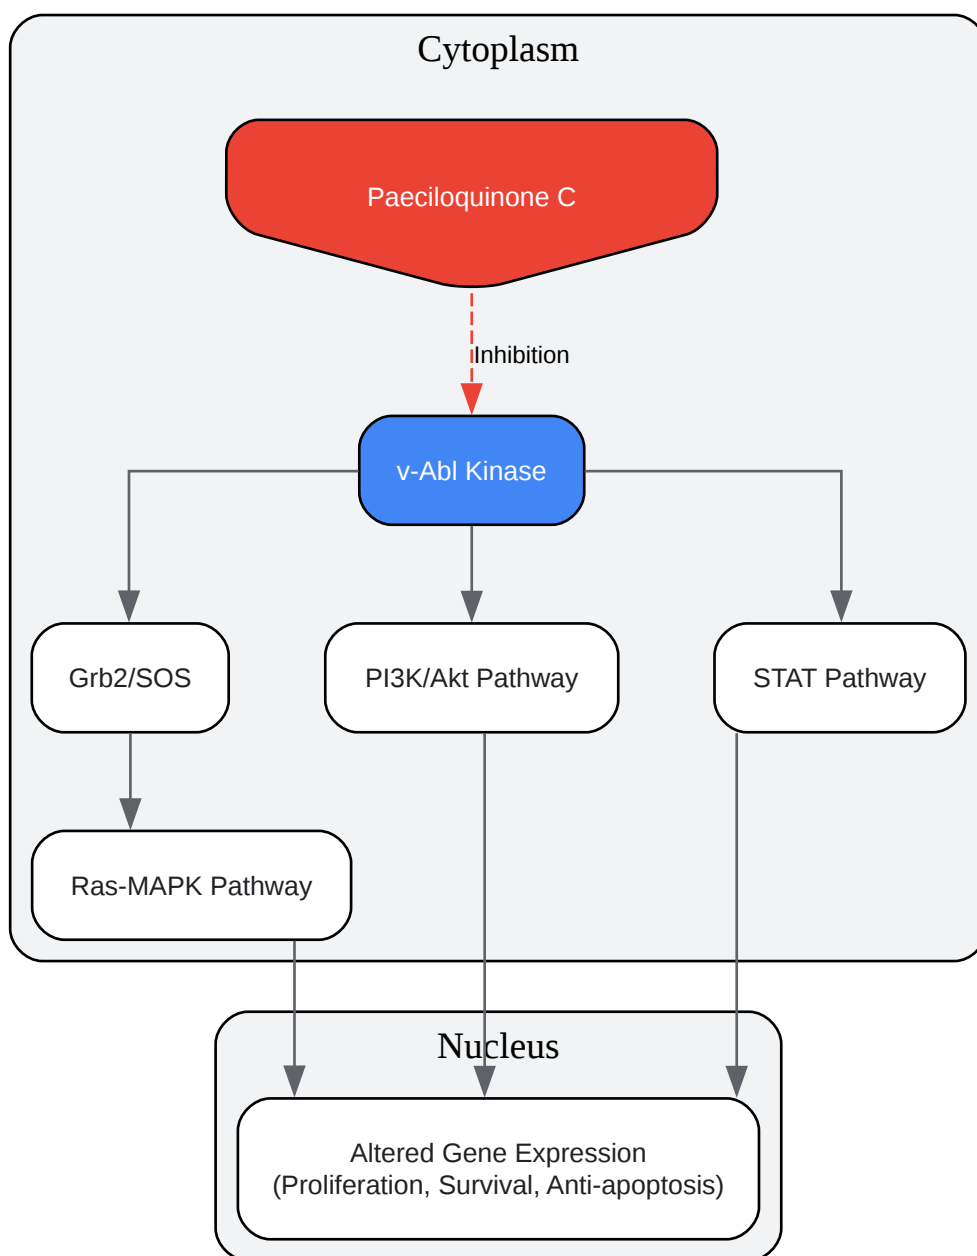 Cytoplasm
Paeciloquinone C
Inhibition
v-Abl Kinase
Grb2/SOS
PI3K/Akt Pathway
STAT Pathway
Ras-MAPK Pathway
Nucleus
Altered Gene Expression
(Proliferation, Survival, Anti-apoptosis)